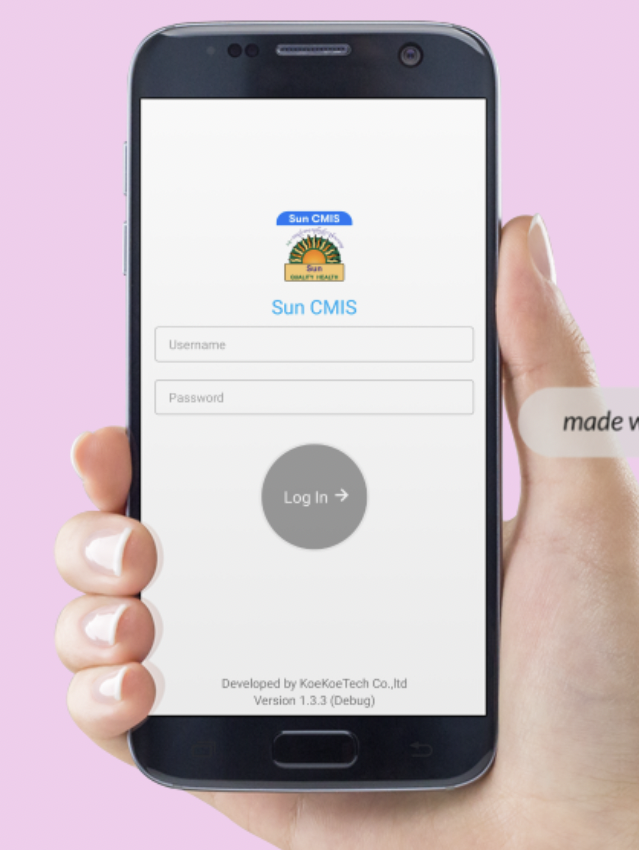 Sun CMIS
Sun
QUALITY HEALTH
Sun CMIS
Username
Password
Log In →
made w
Developed by KoeKoeTech Co.,ltd
Version 1.3.3 (Debug)